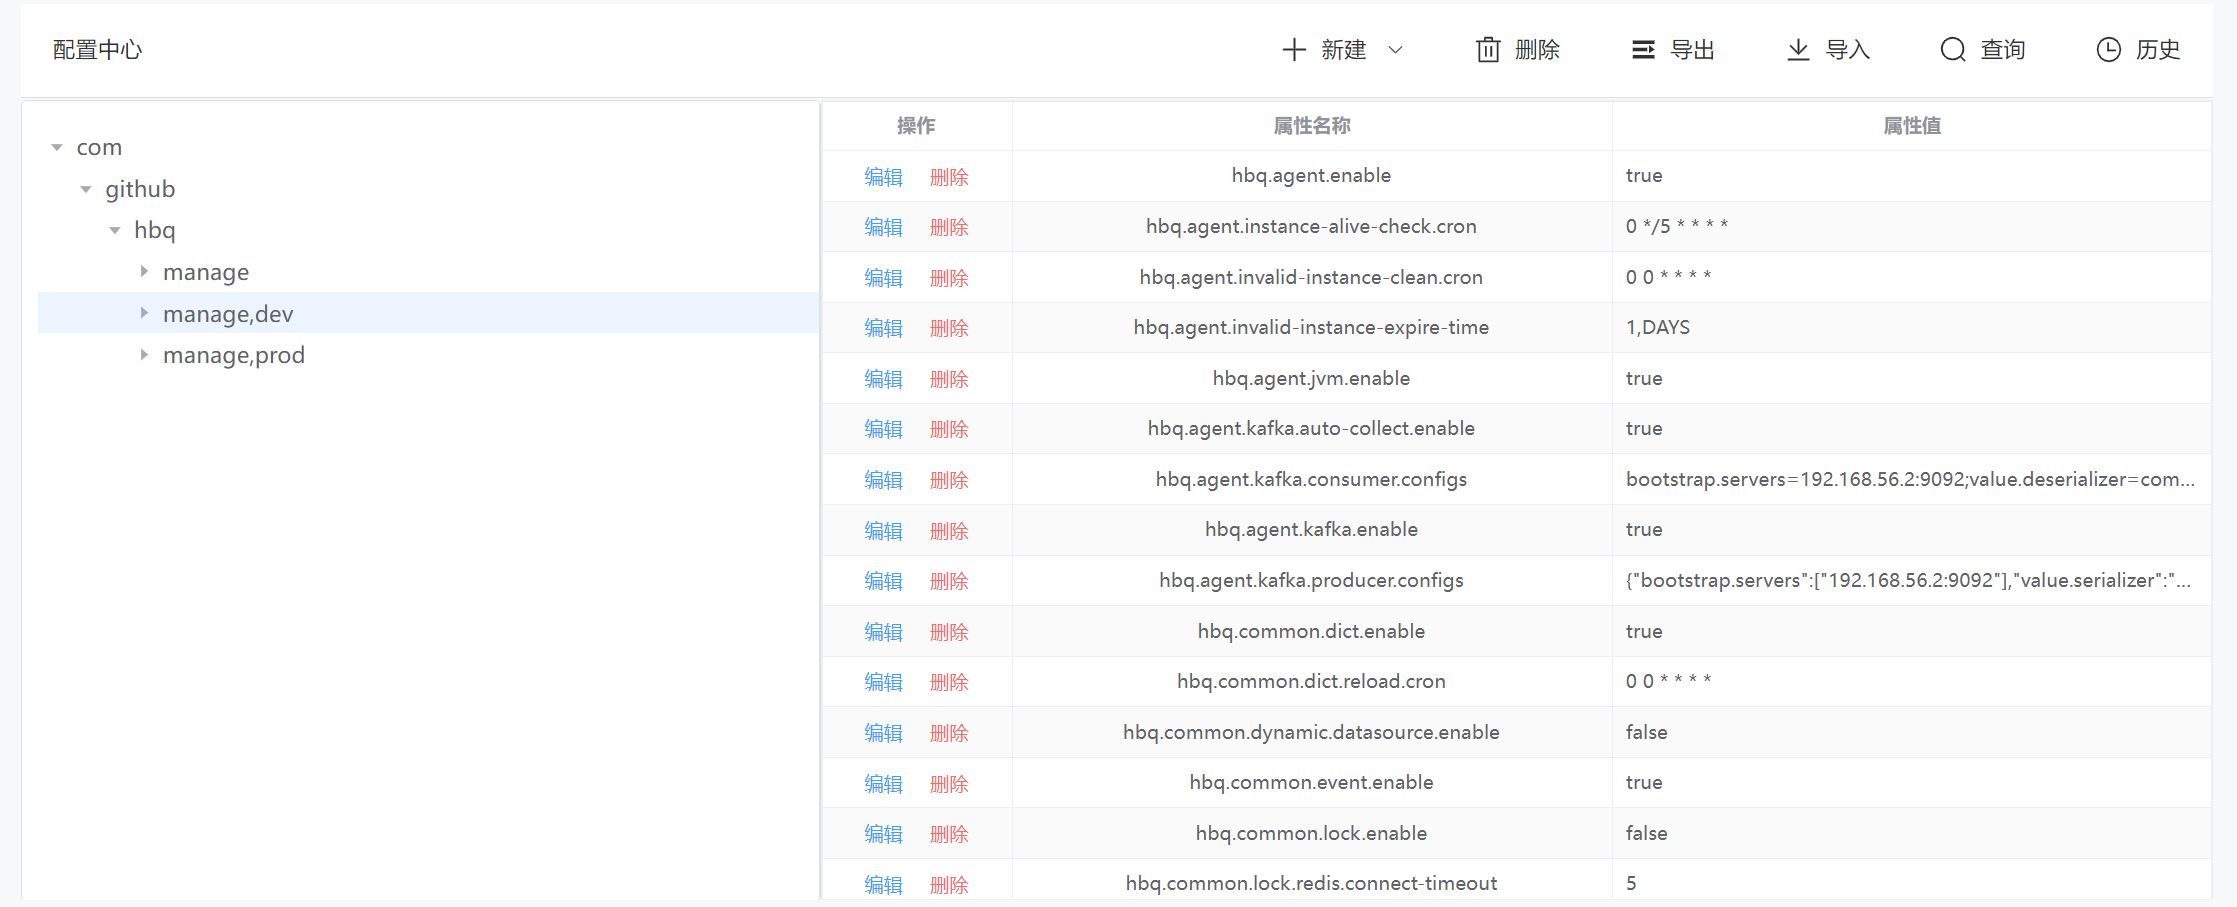 配置中心
新建 删除 导出 导入 查询 历史
com
github
hbq
manage
manage,dev
manage,prod
操作 属性名称 属性值
编辑 删除 hbq.agent.enable true
编辑 删除 hbq.agent.instance-alive-check.cron 0 */5 * * * *
编辑 删除 hbq.agent.invalid-instance-clean.cron 0 0 * * * *
编辑 删除 hbq.agent.invalid-instance-expire-time 1,DAYS
编辑 删除 hbq.agent.jvm.enable true
编辑 删除 hbq.agent.kafka.auto-collect.enable true
编辑 删除 hbq.agent.kafka.consumer.configs bootstrap.servers=192.168.56.2:9092;value.deserializer=com...
编辑 删除 hbq.agent.kafka.enable true
编辑 删除 hbq.agent.kafka.producer.configs {"bootstrap.servers":["192.168.56.2:9092"],"value.serializer":"...
编辑 删除 hbq.common.dict.enable true
编辑 删除 hbq.common.dict.reload.cron 0 0 * * * *
编辑 删除 hbq.common.dynamic.datasource.enable false
编辑 删除 hbq.common.event.enable true
编辑 删除 hbq.common.lock.enable false
编辑 删除 hbq.common.lock.redis.connect-timeout 5